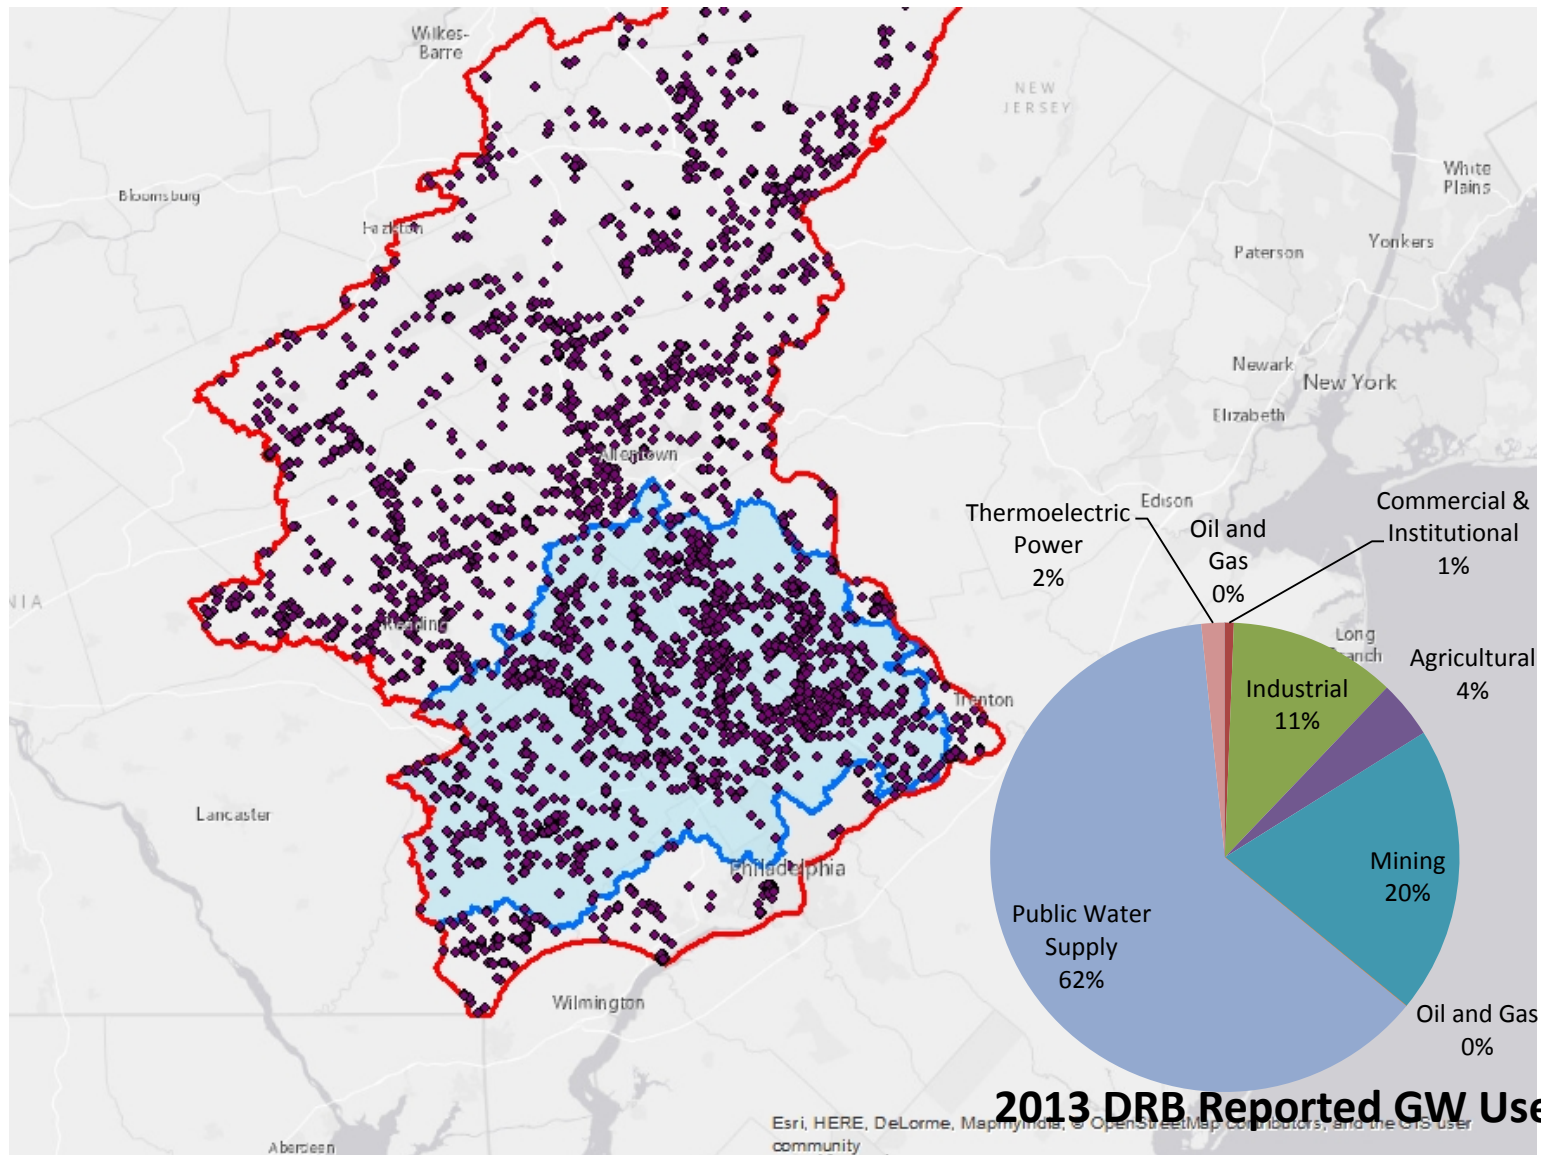 Wilkes-
Barre
NEW
JERSEY
White
Plains
Bloomsburg
Hazleton
Paterson
Yonkers
Newark
New York
Elizabeth
Allentown
Edison
Commercial &
Institutional
1%
Thermoelectric
Power
2%
Oil and
Gas
0%
NIA
Reading
Long
Branch
Agricultural
4%
Industrial
11%
Trenton
Lancaster
Philadelphia
Mining
20%
Public Water
Supply
62%
Wilmington
Oil and Gas
0%
2013 DRB Reported GW Use
Esri, HERE, DeLorme, MapmyIndia, © OpenStreetMap contributors, and the GIS user
community
Aberdeen